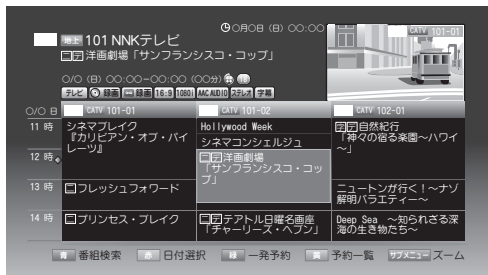 ○月○日（日）○○:○○
地上 101 NNKテレビ
二字洋画劇場「サンフランシスコ・コップ」
○/○（日）○○:○○−○○:○○（○○分）
テレビ 録画 録画 16:9 1080i AAC AUDIO ステレオ 字幕
CATV 101-01
○/○ 日 CATV 101-01 CATV 101-02 CATV 102-01
11 時
シネマブレイク
『カリビアン・オブ・バイレーツ』
Hollywood Week
シネマコンシェルジュ
字字自然紀行
「神々の宿る楽園〜ハワイ〜」
12 時
二字洋画劇場
「サンフランシスコ・コップ」
13 時
二フレッシュフォワード
ニュートンが行く！〜ナゾ解明バラエティー〜
14 時
二プリンセス・ブレイク
二字テアトル日曜名画座
「チャーリーズ・ヘブン」
Deep Sea 〜知られざる深海の生き物たち〜
青 番組検索 赤 日付選択 緑 一発予約 黄 予約一覧 サブメニュー ズーム